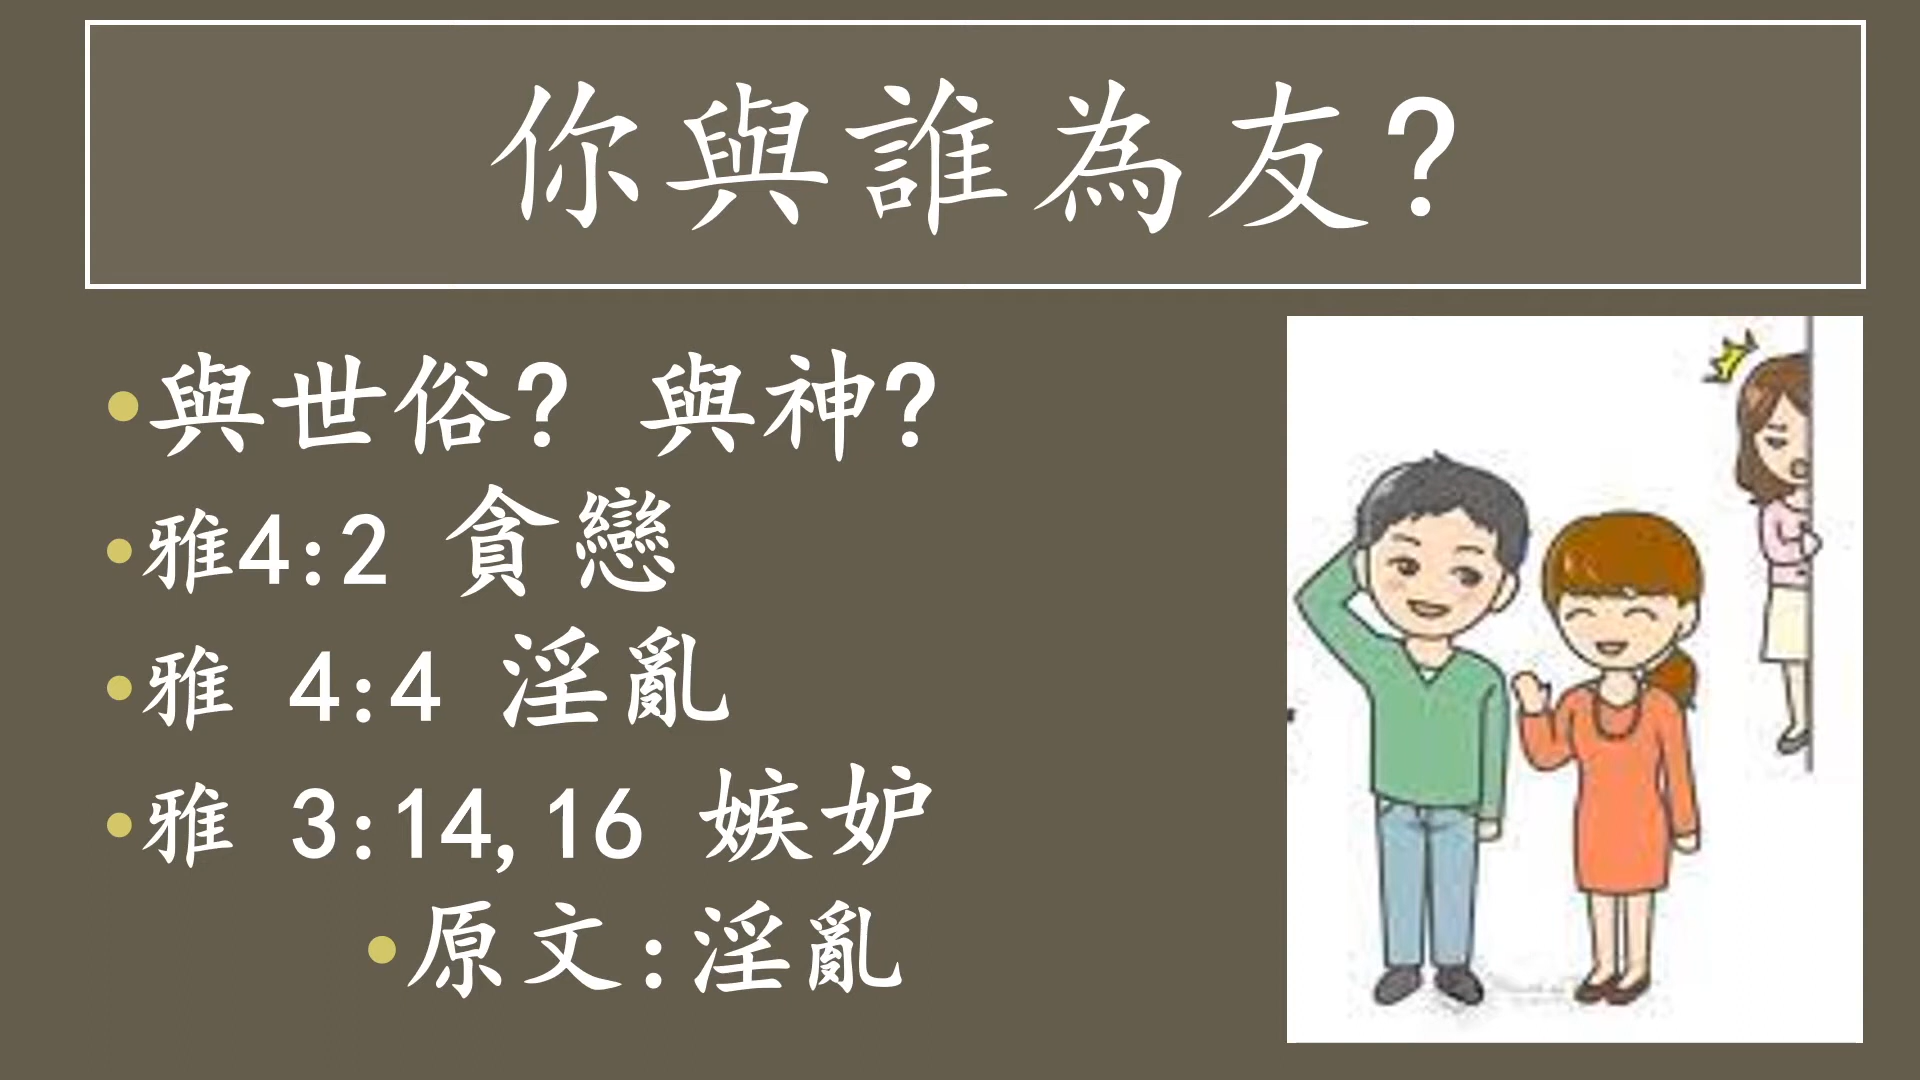 你與誰為友?
•與世俗? 與神?
•雅4:2 貪戀
•雅 4:4 淫亂
•雅 3:14,16 嫉妒
•原文:淫亂